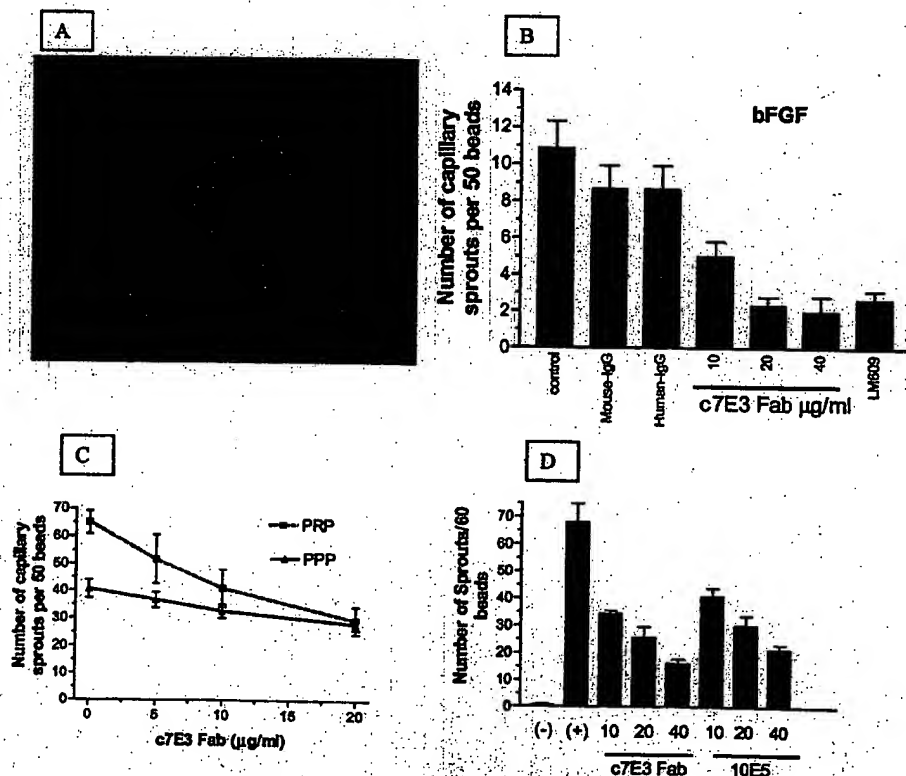 A
B
Number of capillary
sprouts per 50 beads
14
12
10
8
6
4
2
0
bFGF
control
Mouse-IgG
Human-IgG
10
20
40
LM609
c7E3 Fab µg/ml
C
Number of capillary
sprouts per 50 beads
70
60
50
40
30
20
10
0
PRP
PPP
0
5
10
15
20
c7E3 Fab (µg/ml)
D
Number of Sprouts/60
beads
70
60
50
40
30
20
10
0
(-) (+) 10 20 40 10 20 40
c7E3 Fab 10E5